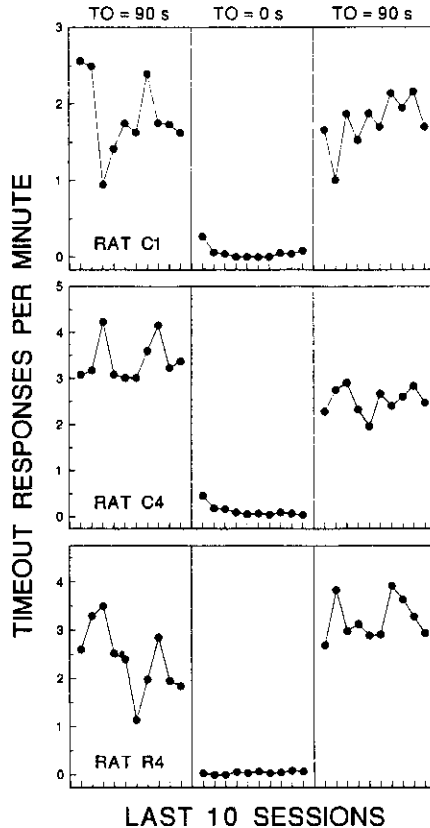 TO = 90 s TO = 0 s TO = 90 s
TIMEOUT RESPONSES PER MINUTE
3
2
1
0
RAT C1
5
4
3
2
1
0
RAT C4
4
3
2
1
0
RAT R4
LAST 10 SESSIONS